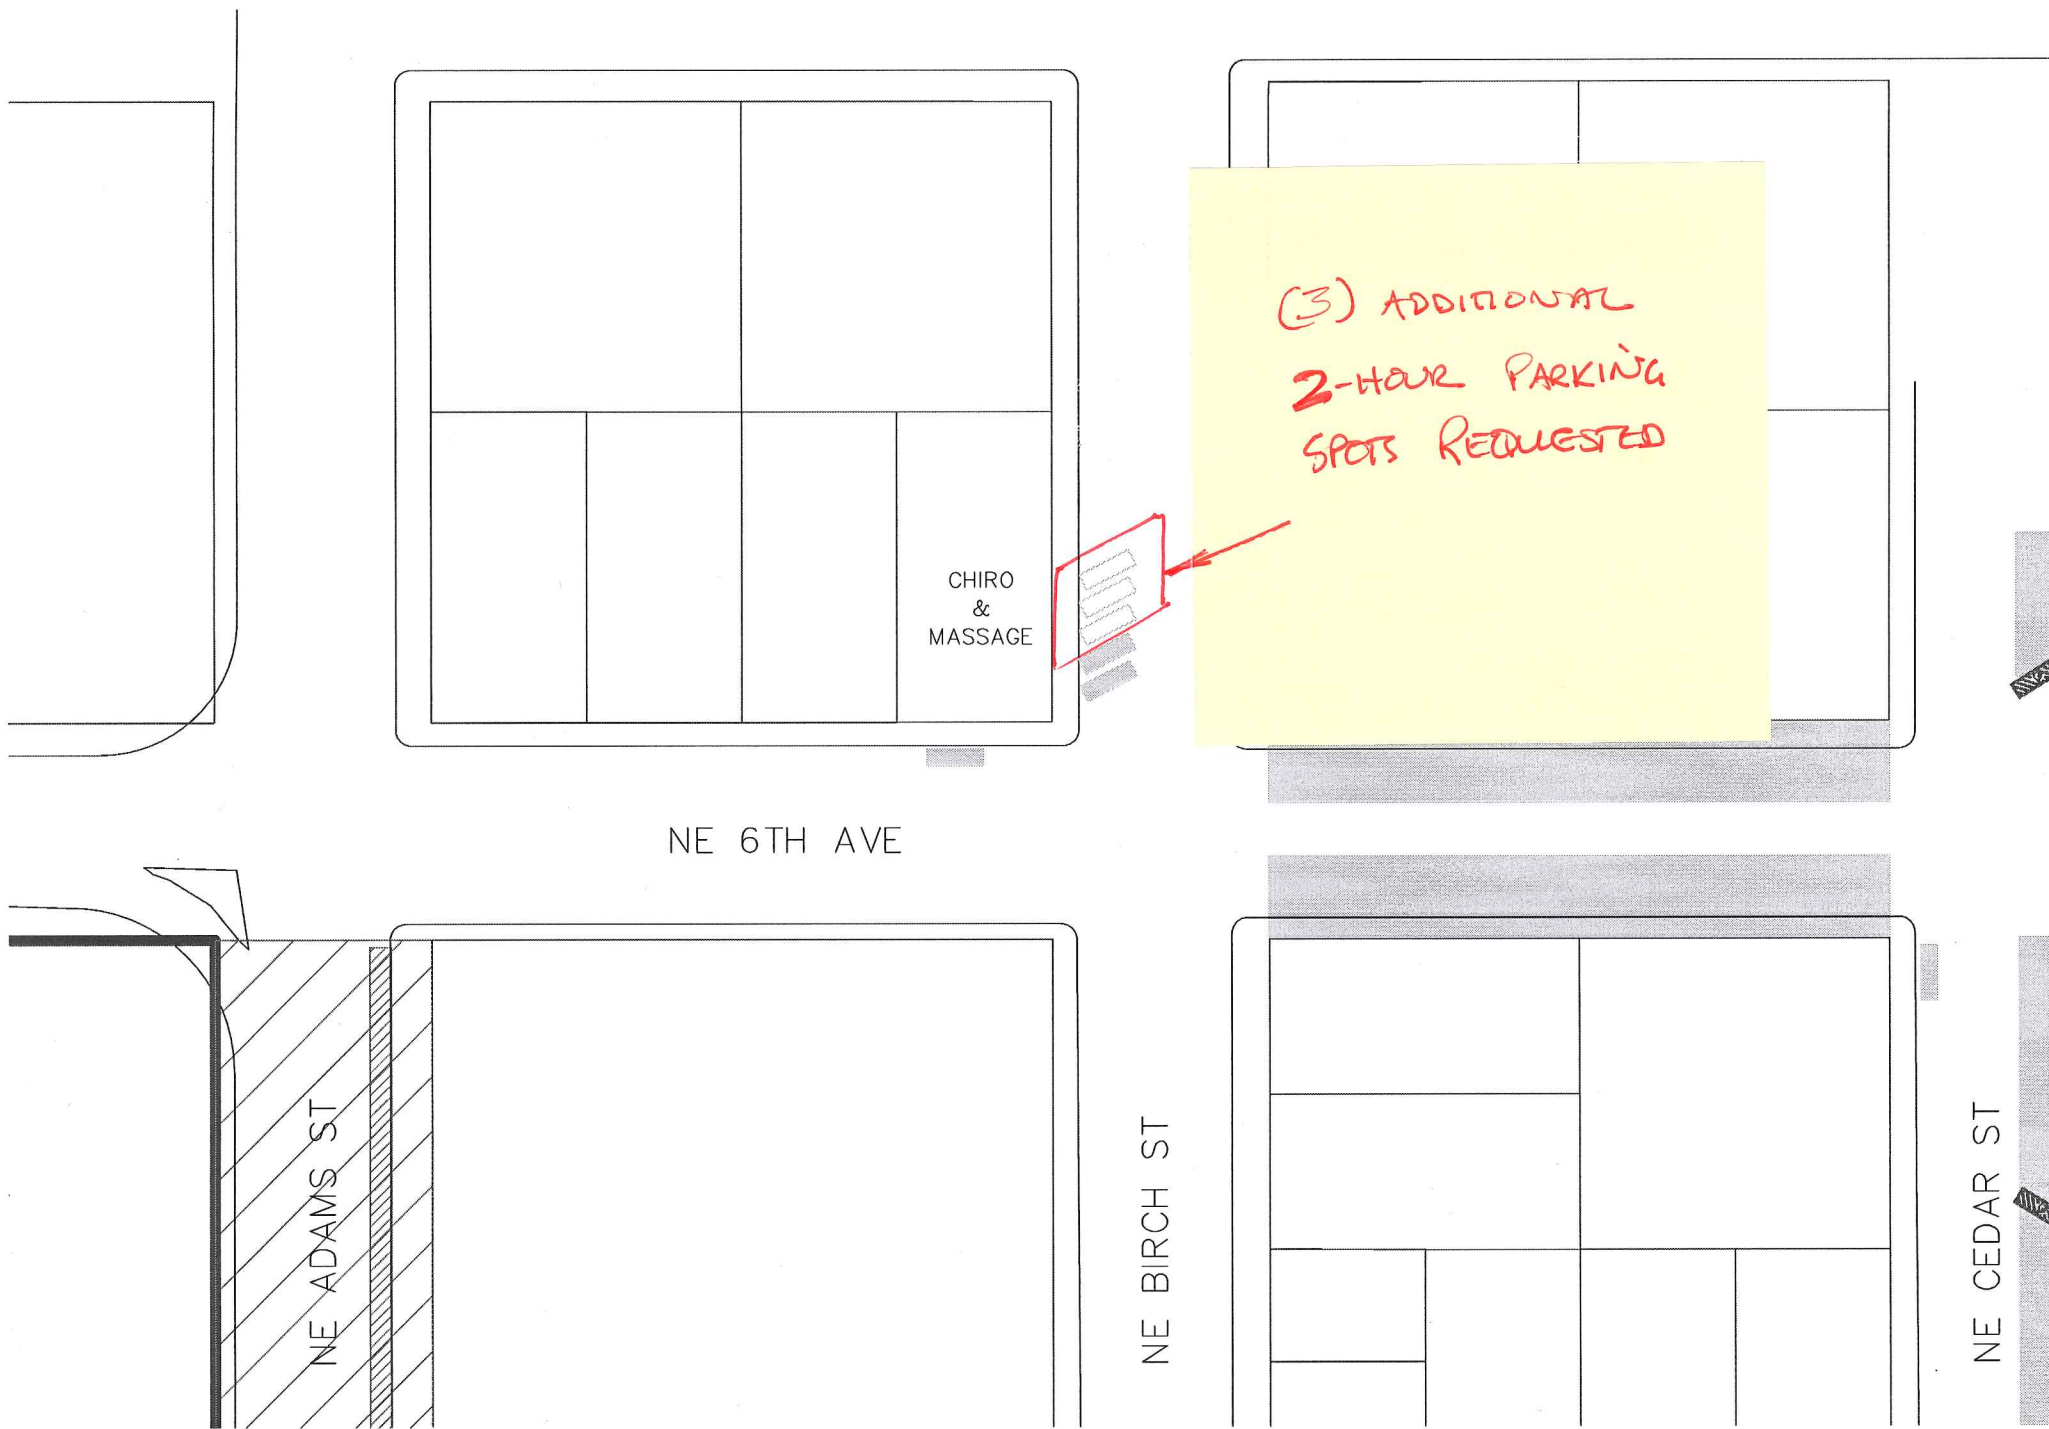 (3) ADDITIONAL
2-HOUR PARKING
SPOTS REQUESTED
CHIRO
&
MASSAGE
NE 6TH AVE
NE ADAMS ST
NE BIRCH ST
NE CEDAR ST